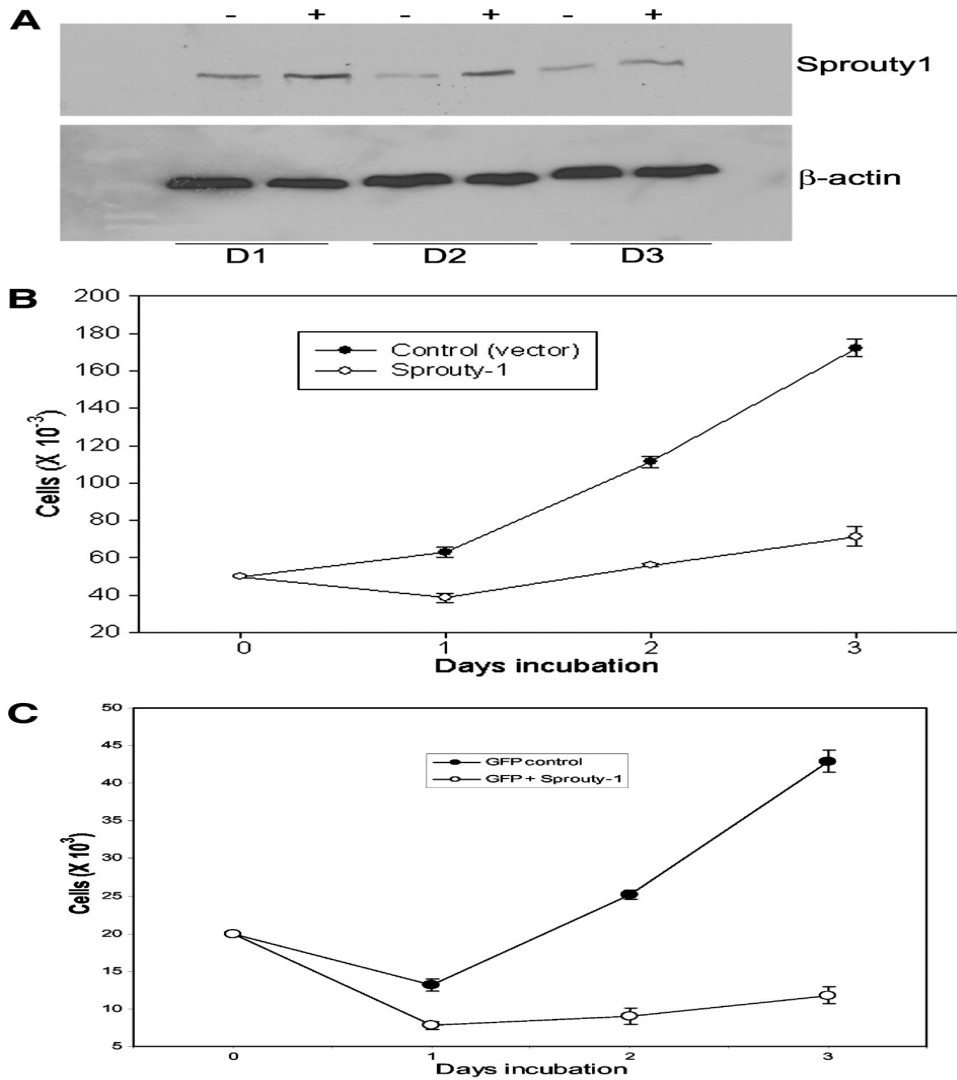 A - + - + - +
Sprouty1
β-actin
D1 D2 D3
B
200
180
160
140
120
100
80
60
40
20
Cells (X 10⁻³)
Control (vector)
Sprouty-1
0 1 2 3
Days incubation
C
50
45
40
35
30
25
20
15
10
5
Cells (X 10³)
GFP control
GFP + Sprouty-1
0 1 2 3
Days incubation